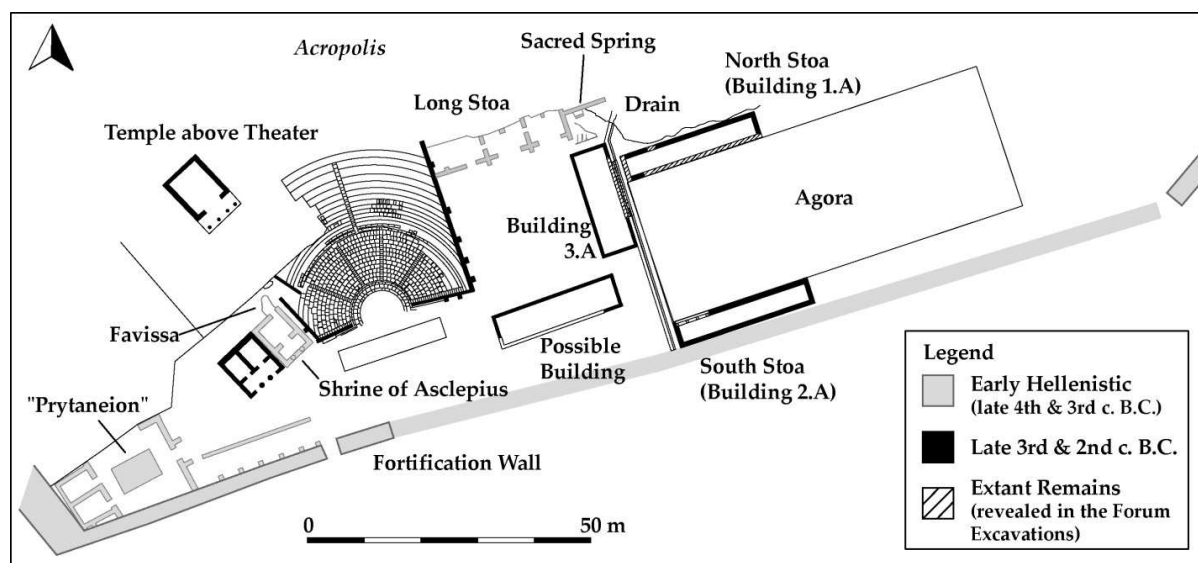 Acropolis
Sacred Spring
North Stoa
(Building 1.A)
Long Stoa
Drain
Temple above Theater
Agora
Building
3.A
Favissa
Possible
Building
Shrine of Asclepius
South Stoa
(Building 2.A)
"Prytaneion"
Fortification Wall
0
50 m
Legend
Early Hellenistic
(late 4th & 3rd c. B.C.)
Late 3rd & 2nd c. B.C.
Extant Remains
(revealed in the Forum
Excavations)